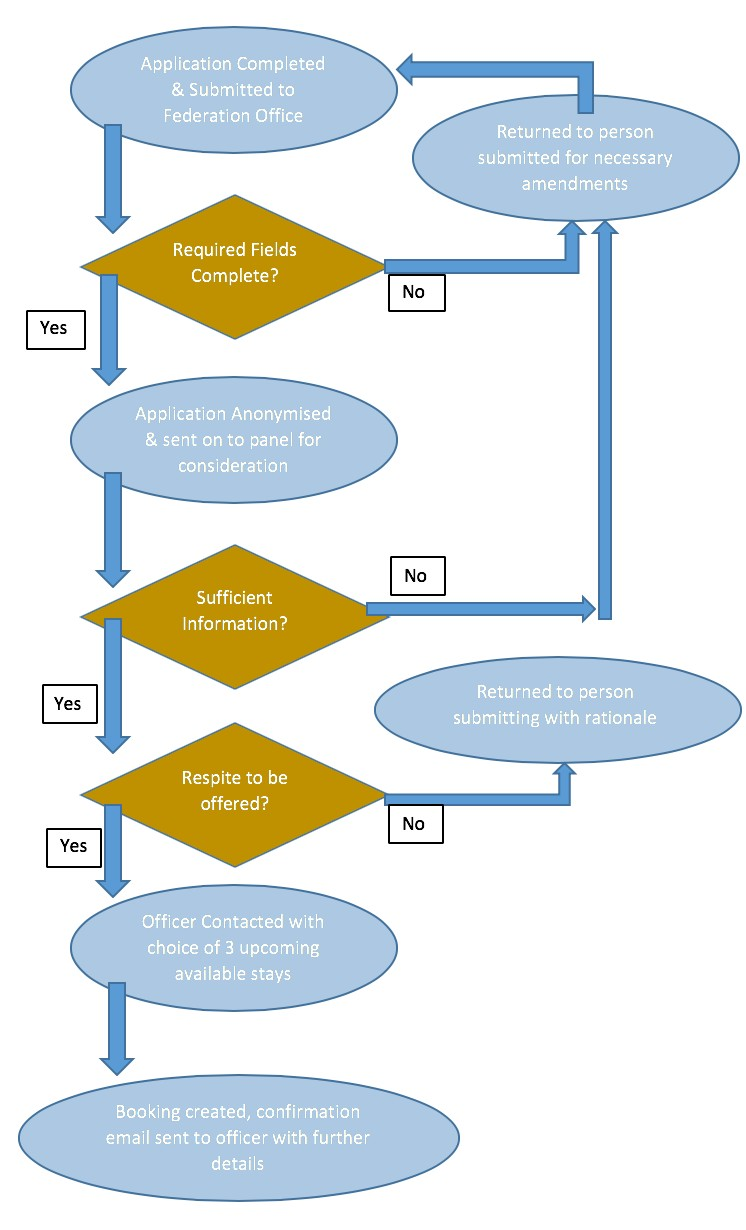 Application Completed
& Submitted to
Federation Office
Returned to person
submitted for necessary
amendments
Required Fields
Complete?
No
Yes
Application Anonymised
& sent on to panel for
consideration
Sufficient
Information?
No
Yes
Returned to person
submitting with rationale
Respite to be
offered?
No
Yes
Officer Contacted with
choice of 3 upcoming
available stays
Booking created, confirmation
email sent to officer with further
details